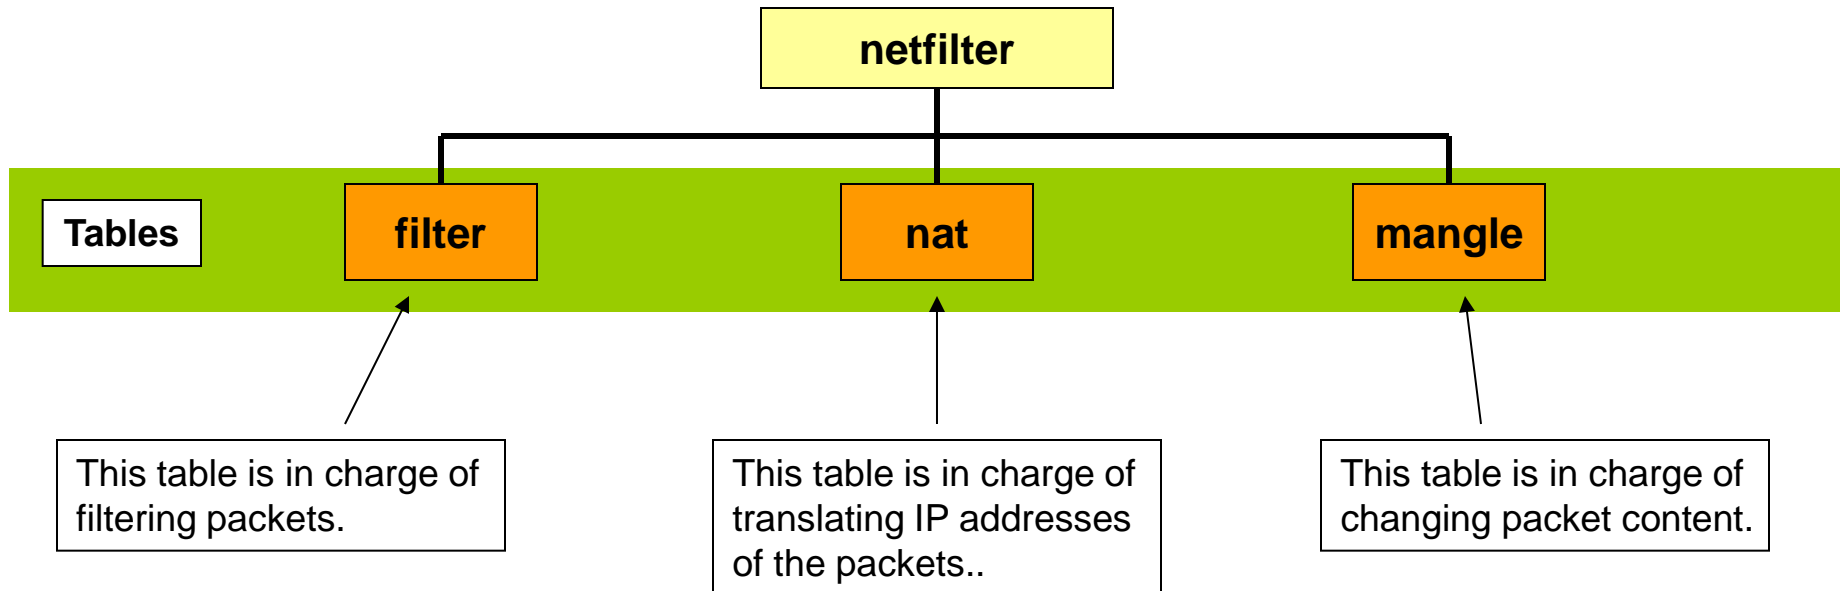 netfilter
Tables
filter
nat
mangle
This table is in charge of
filtering packets.
This table is in charge of
translating IP addresses
of the packets..
This table is in charge of
changing packet content.